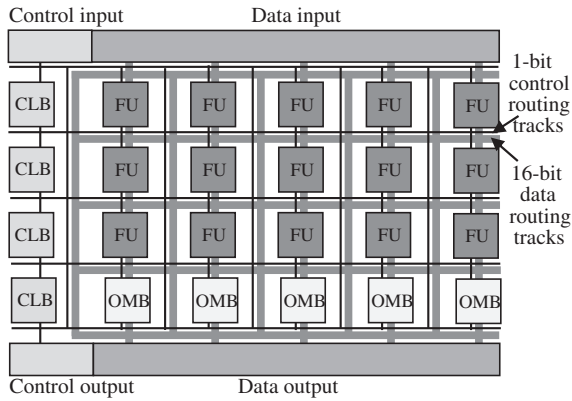 Control input
Data input
1-bit
control
routing
tracks
CLB FU FU FU FU FU
CLB FU FU FU FU FU
16-bit
data
routing
tracks
CLB FU FU FU FU FU
CLB OMB OMB OMB OMB OMB
Control output
Data output